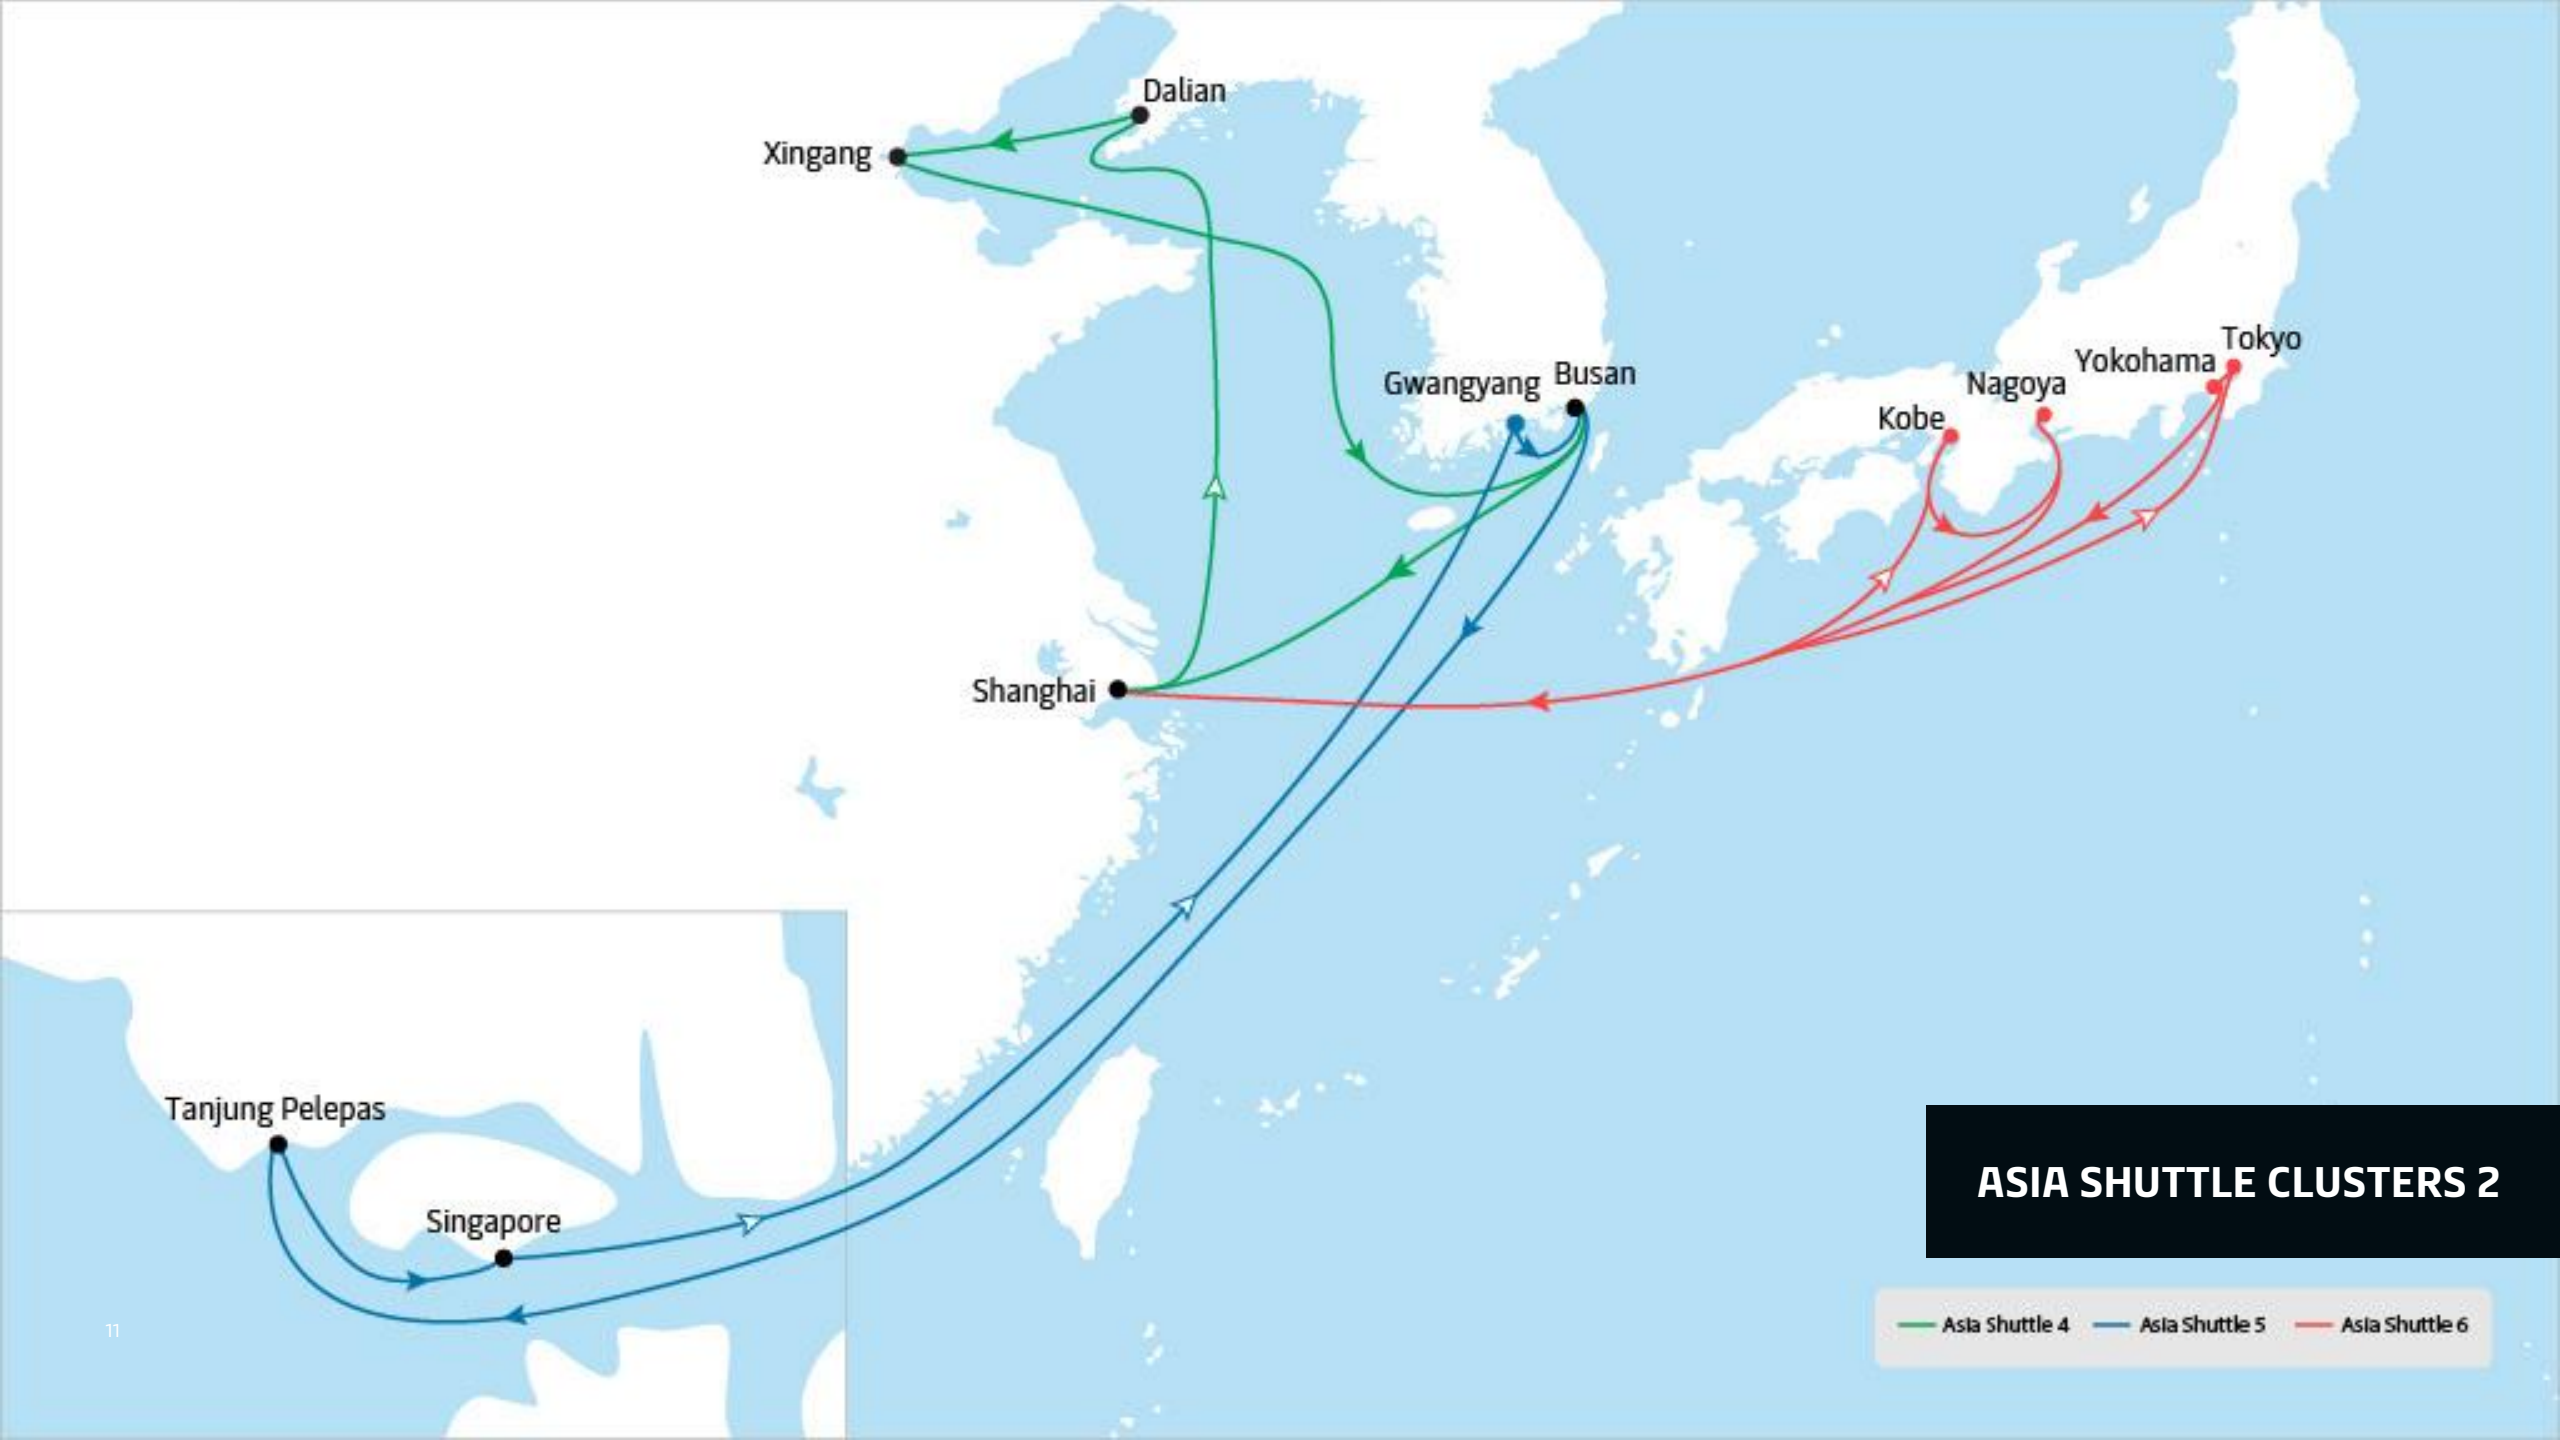 Dalian
Xingang
Tokyo
Yokohama
Busan
Gwangyang
Nagoya
Kobe
Shanghai
Tanjung Pelepas
Singapore
ASIA SHUTTLE CLUSTERS 2
Asia Shuttle 4 Asia Shuttle 5 Asia Shuttle 6
11